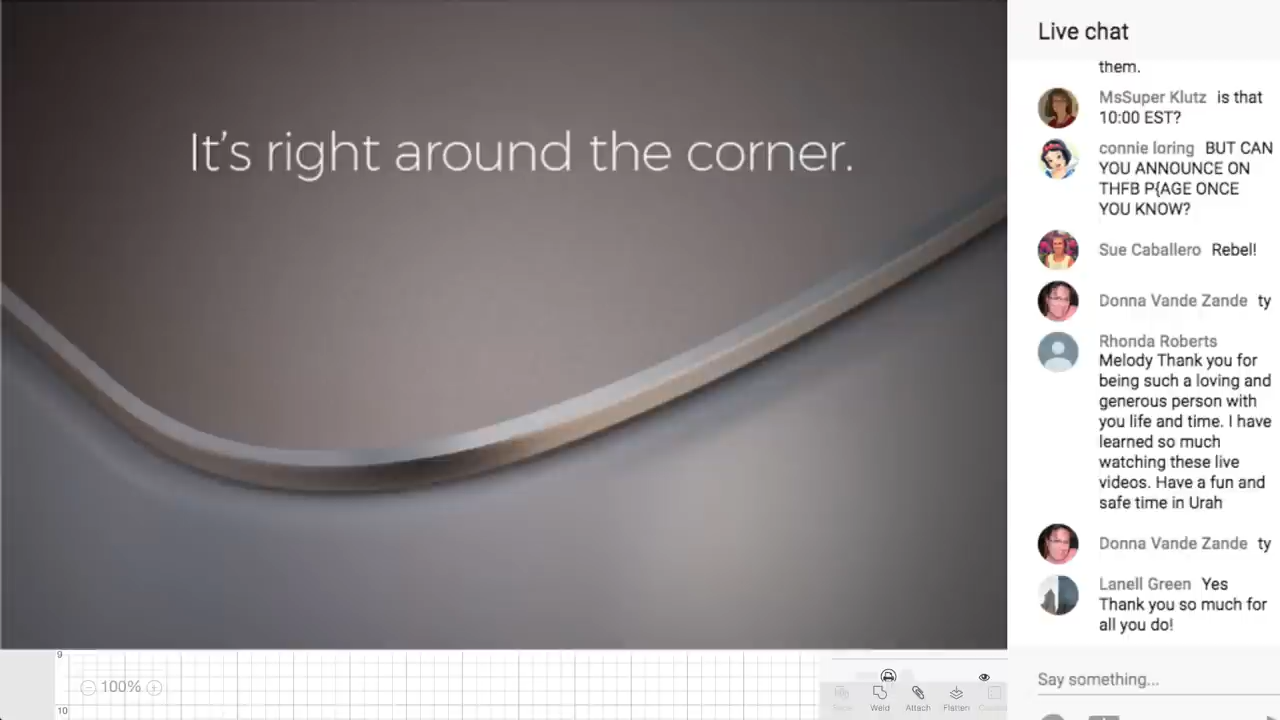 It's right around the corner.
Live chat
them.
MsSuper Klutz is that
10:00 EST?
connie loring BUT CAN
YOU ANNOUNCE ON
THFB P{AGE ONCE
YOU KNOW?
Sue Caballero Rebel!
Donna Vande Zande ty
Rhonda Roberts
Melody Thank you for
being such a loving and
generous person with
you life and time. I have
learned so much
watching these live
videos. Have a fun and
safe time in Urah
Donna Vande Zande ty
Lanell Green Yes
Thank you so much for
all you do!
Say something...
9
100%
10
Weld
Attach
Flatten